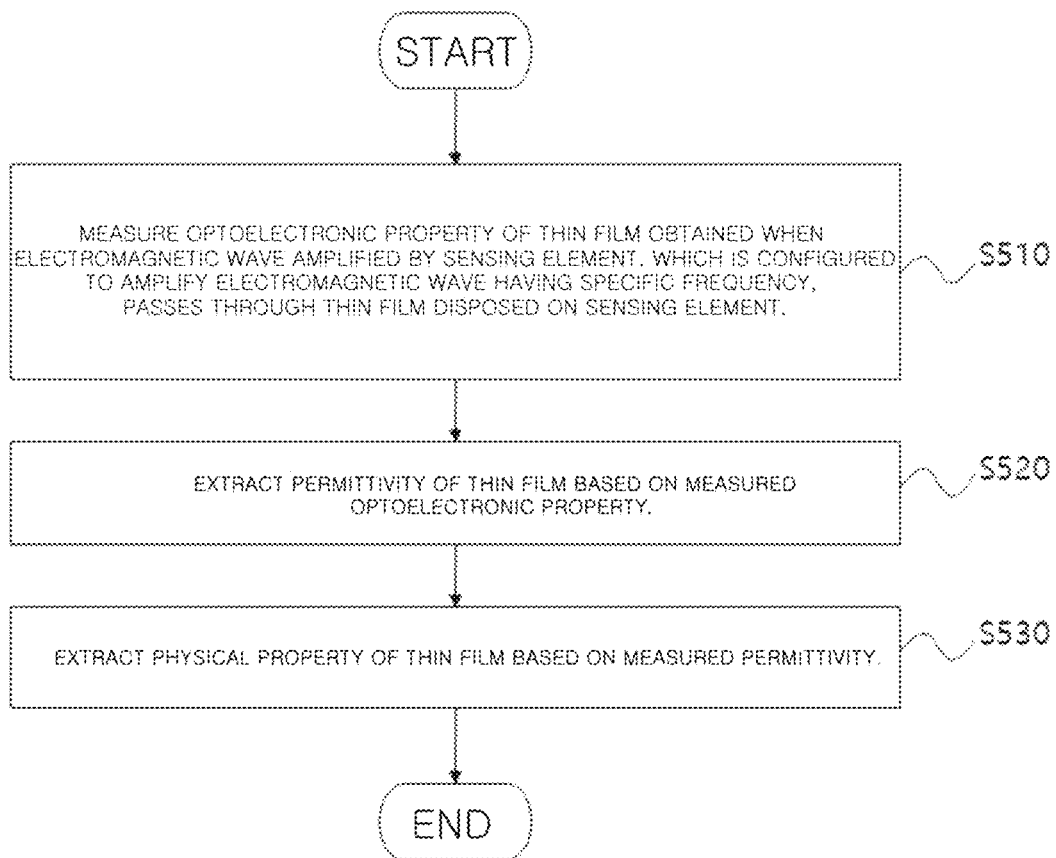 START
MEASURE OPTOELECTRONIC PROPERTY OF THIN FILM OBTAINED WHEN
ELECTROMAGNETIC WAVE AMPLIFIED BY SENSING ELEMENT. WHICH IS CONFIGURED
TO AMPLIFY ELECTROMAGNETIC WAVE HAVING SPECIFIC FREQUENCY,
PASSES THROUGH THIN FILM DISPOSED ON SENSING ELEMENT.
S510
EXTRACT PERMITTIVITY OF THIN FILM BASED ON MEASURED
OPTOELECTRONIC PROPERTY.
S520
EXTRACT PHYSICAL PROPERTY OF THIN FILM BASED ON MEASURED PERMITTIVITY.
S530
END